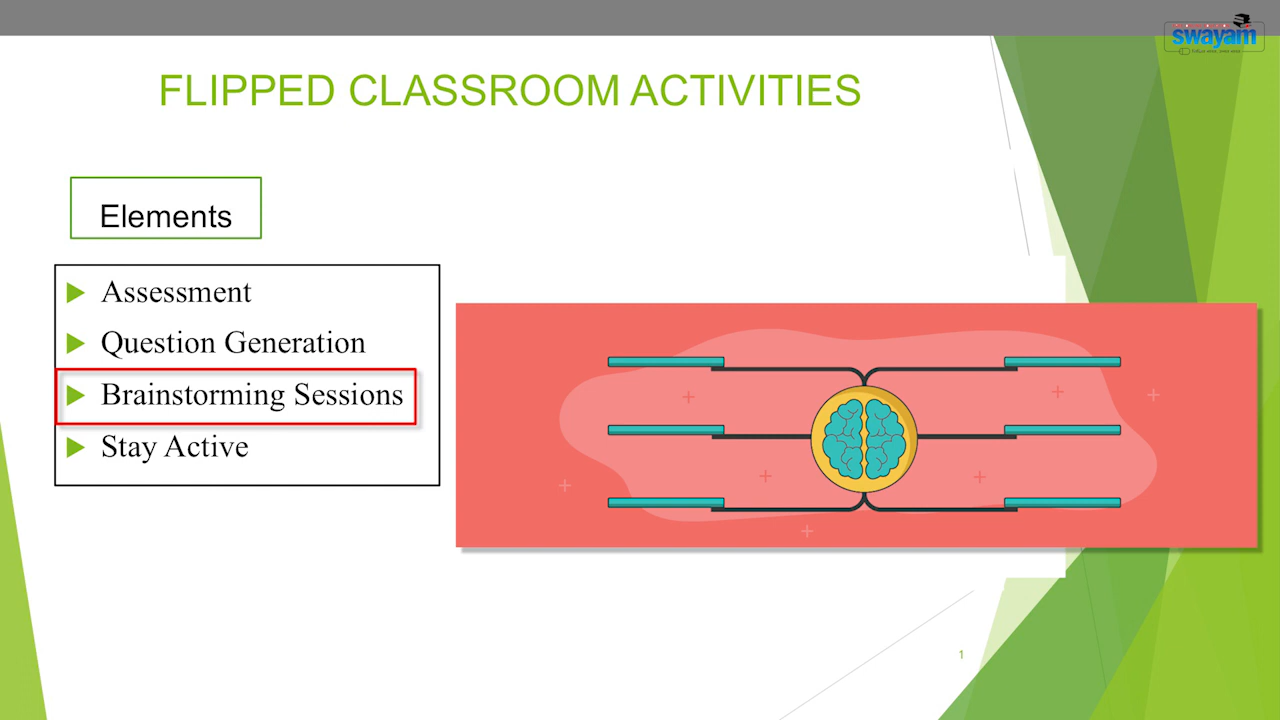 swayam
FLIPPED CLASSROOM ACTIVITIES
Elements
Assessment
Question Generation
Brainstorming Sessions
Stay Active
1